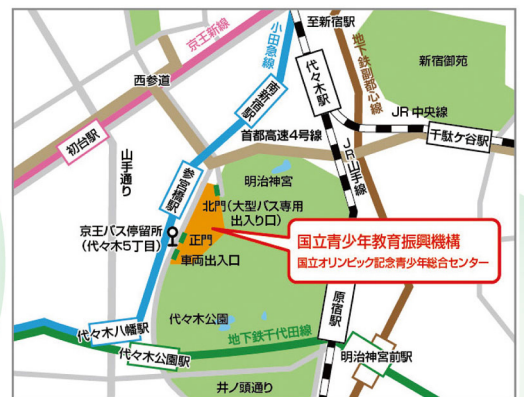 至新宿駅
京王新線
小田急線
地下鉄副都心線
新宿御苑
代々木駅
西参道
南新宿駅
JR中央線
首都高速4号線
千駄ケ谷駅
初台駅
山手通り
参宮橋駅
JR山手線
明治神宮
北門(大型バス専用
出入り口)
京王バス停留所
(代々木5丁目)
正門
車両出入口
国立青少年教育振興機構
国立オリンピック記念青少年総合センター
代々木公園
原宿駅
代々木八幡駅
代々木公園駅
地下鉄千代田線
明治神宮前駅
井ノ頭通り